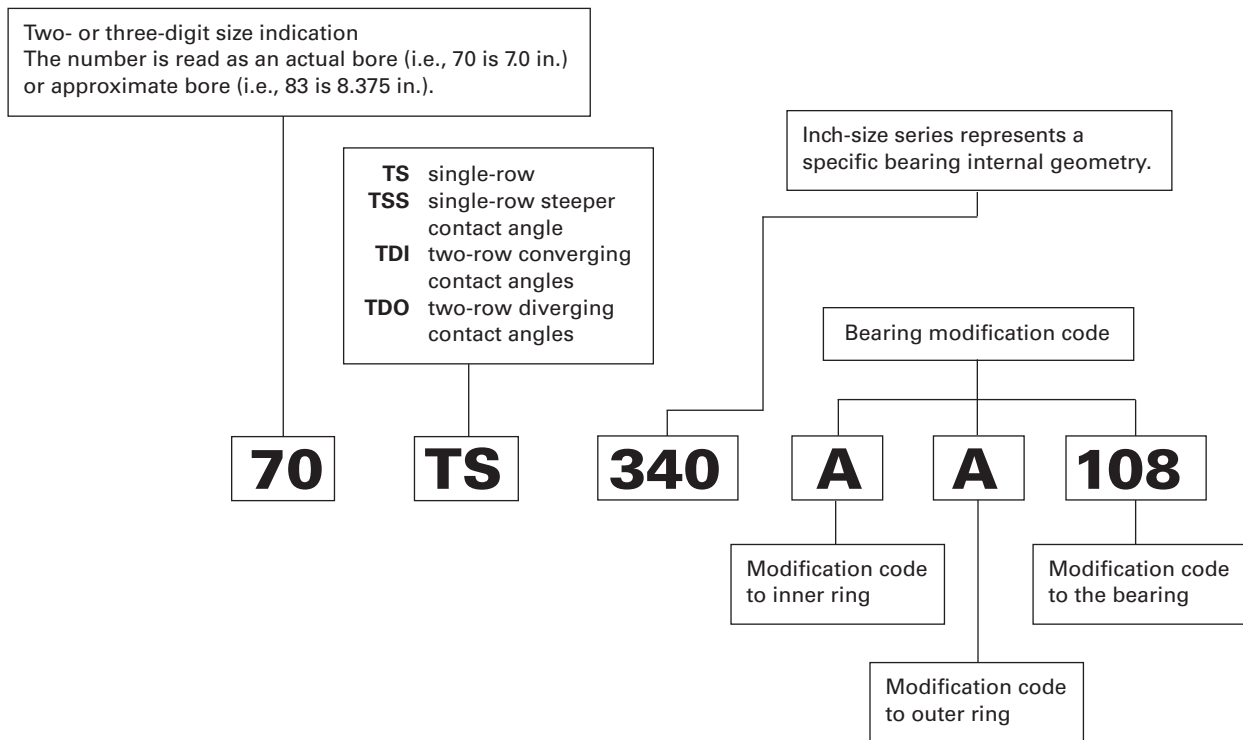 Two- or three-digit size indication
The number is read as an actual bore (i.e., 70 is 7.0 in.)
or approximate bore (i.e., 83 is 8.375 in.).
Inch-size series represents a
specific bearing internal geometry.
TS single-row
TSS single-row steeper
contact angle
TDI two-row converging
contact angles
TDO two-row diverging
contact angles
Bearing modification code
70 TS 340 A A 108
Modification code
to inner ring
Modification code
to the bearing
Modification code
to outer ring